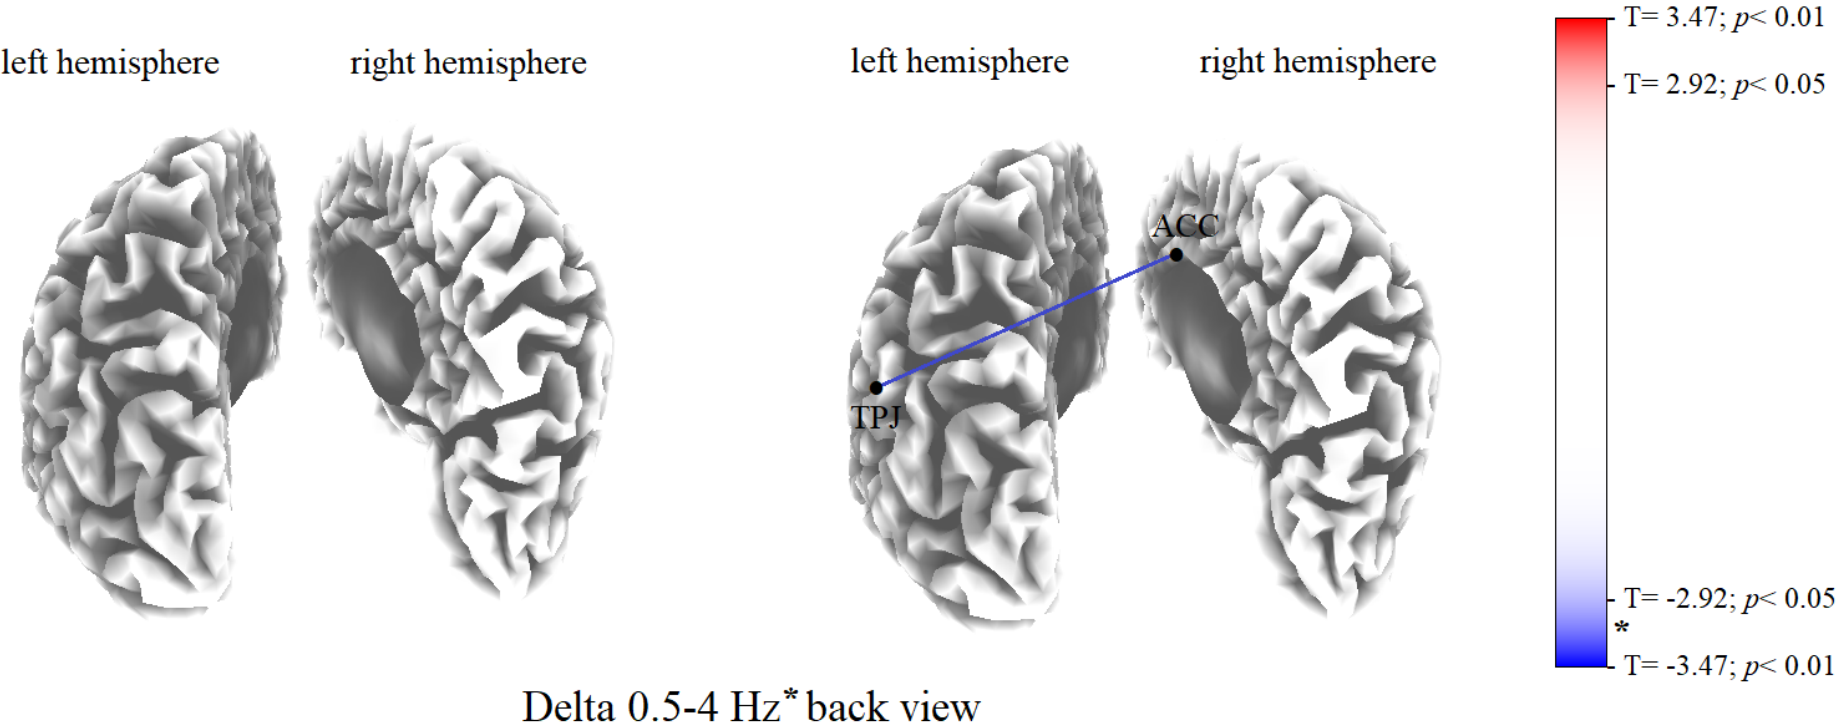 left hemisphere
right hemisphere
left hemisphere
right hemisphere
ACC
TPJ
T= 3.47; p< 0.01
T= 2.92; p< 0.05
T= -2.92; p< 0.05
*
T= -3.47; p< 0.01
Delta 0.5-4 Hz* back view